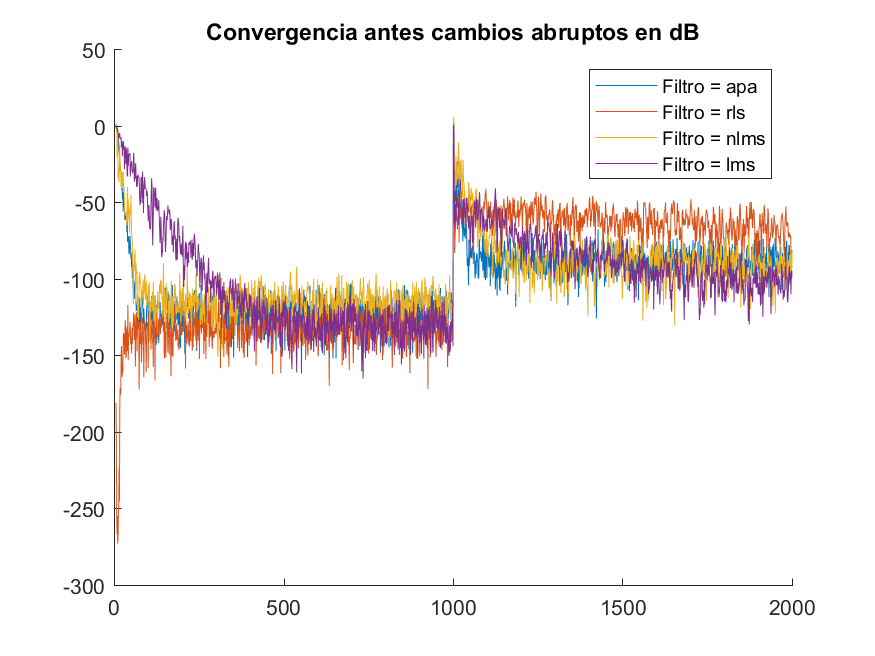 Convergencia antes cambios abruptos en dB
50
0
-50
-100
-150
-200
-250
-300
0
500
1000
1500
2000
Filtro = apa
Filtro = rls
Filtro = nlms
Filtro = lms